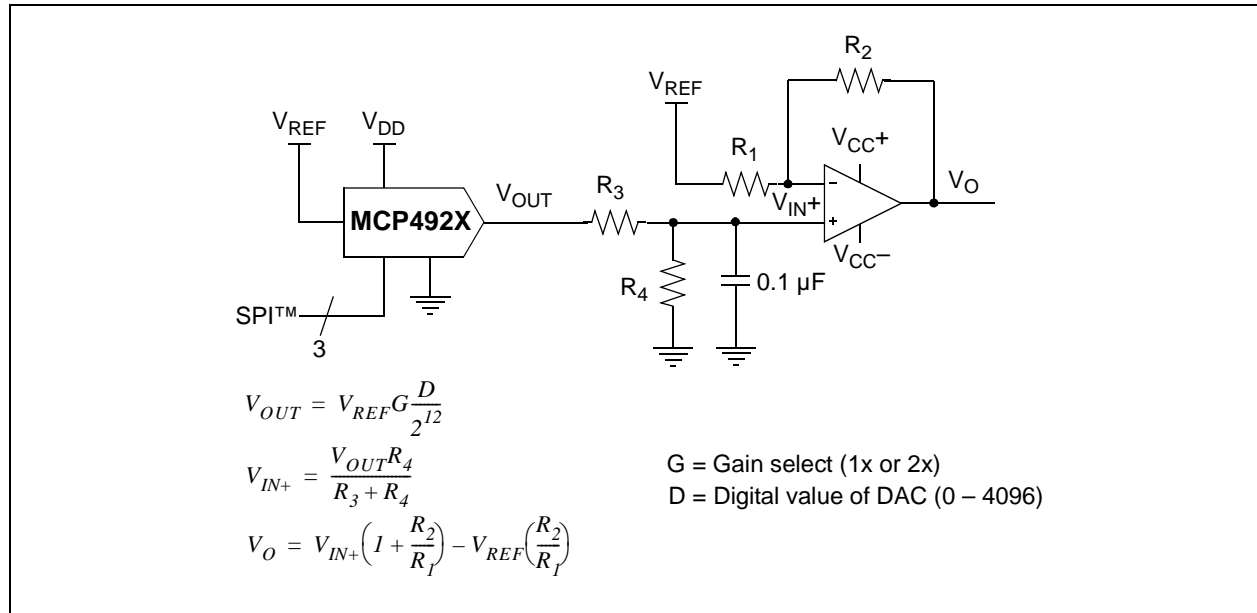 R2
VREF
VREF
VDD
VCC+
R1
VO
R3
VOUT
VIN+
MCP492X
VCC–
R4
0.1 µF
SPI™
3
VOUT = VREF G D/2^12
VIN+ = VOUT R4/(R3 + R4)
VO = VIN+(1 + R2/R1) – VREF(R2/R1)
G = Gain select (1x or 2x)
D = Digital value of DAC (0 – 4096)